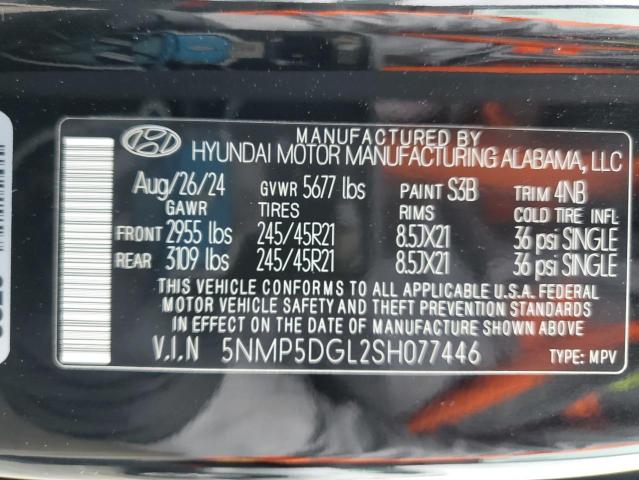 MANUFACTURED BY
HYUNDAI MOTOR MANUFACTURING ALABAMA, LLC
Aug/26/24 GVWR 5677 lbs PAINT S3B TRIM 4NB
GAWR TIRES RIMS COLD TIRE INFL
FRONT 2955 lbs 245/45R21 8.5JX21 36 psi SINGLE
REAR 3109 lbs 245/45R21 8.5JX21 36 psi SINGLE
THIS VEHICLE CONFORMS TO ALL APPLICABLE U.S.A. FEDERAL
MOTOR VEHICLE SAFETY AND THEFT PREVENTION STANDARDS
IN EFFECT ON THE DATE OF MANUFACTURE SHOWN ABOVE
V.I.N 5NMP5DGL2SH077446 TYPE: MPV